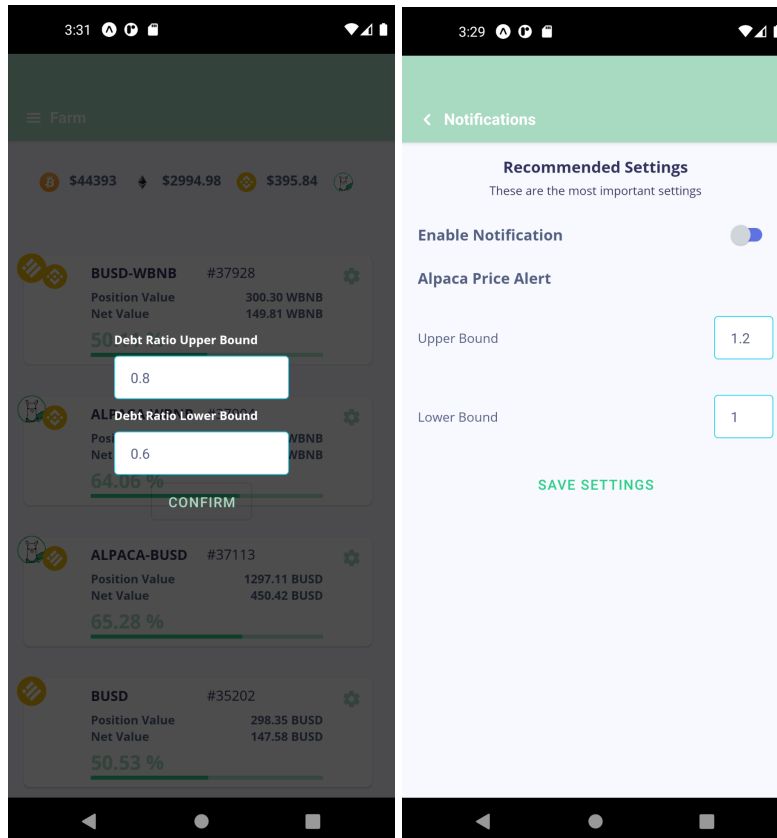 3:31
Farm
$44393 $2994.98 $395.84
BUSD-WBNB #37928
Position Value 300.30 WBNB
Net Value 149.81 WBNB
Debt Ratio Upper Bound
0.8
Debt Ratio Lower Bound
0.6
WBNB
WBNB
64.06 %
CONFIRM
ALPACA-BUSD #37113
Position Value 1297.11 BUSD
Net Value 450.42 BUSD
65.28 %
BUSD #35202
Position Value 298.35 BUSD
Net Value 147.58 BUSD
50.53 %
3:29
Notifications
Recommended Settings
These are the most important settings
Enable Notification
Alpaca Price Alert
Upper Bound 1.2
Lower Bound 1
SAVE SETTINGS